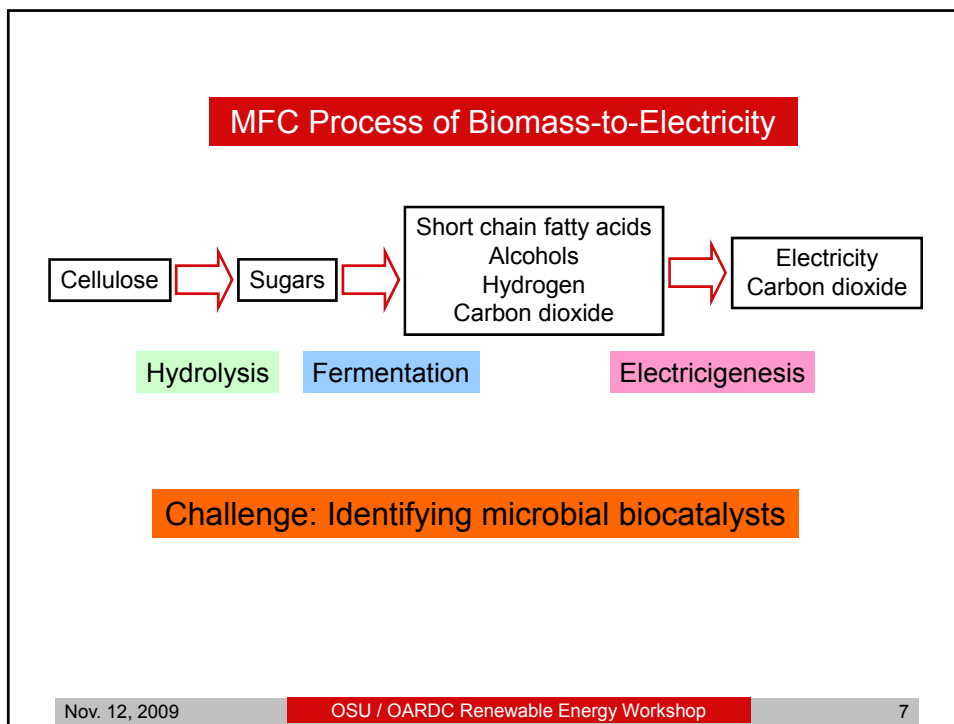 MFC Process of Biomass-to-Electricity
Cellulose
Sugars
Short chain fatty acids
Alcohols
Hydrogen
Carbon dioxide
Electricity
Carbon dioxide
Hydrolysis
Fermentation
Electricigenesis
Challenge: Identifying microbial biocatalysts
Nov. 12, 2009
OSU / OARDC Renewable Energy Workshop
7